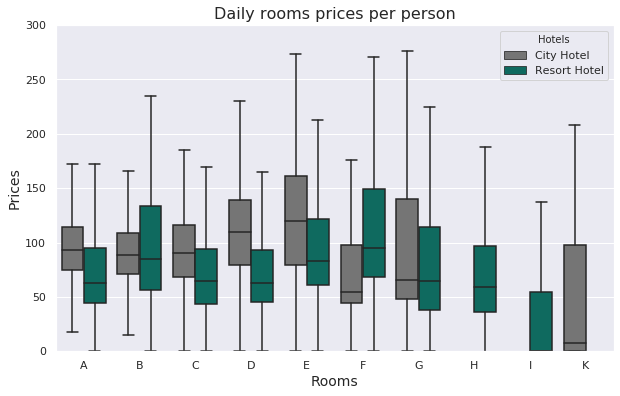 Daily rooms prices per person
Hotels
City Hotel
Resort Hotel
Prices
300
250
200
150
100
50
0
A B C D E F G H I K
Rooms